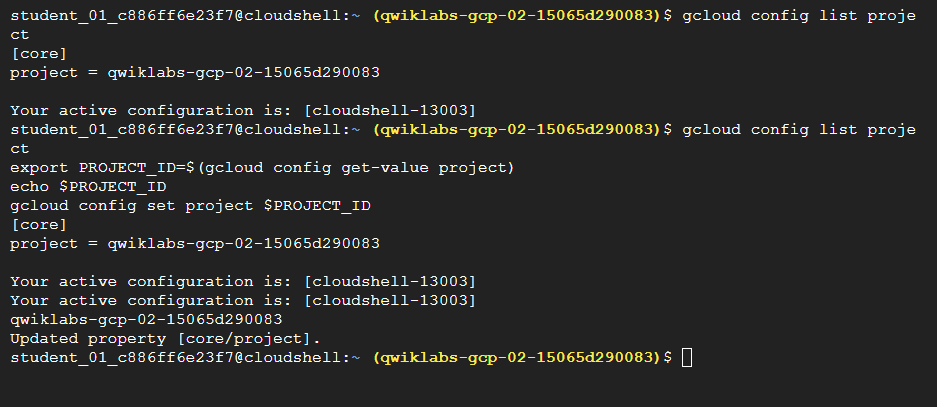 student_01_c886ff6e23f7@cloudshell:~ (qwiklabs-gcp-02-15065d290083)$ gcloud config list proje
ct
[core]
project = qwiklabs-gcp-02-15065d290083

Your active configuration is: [cloudshell-13003]
student_01_c886ff6e23f7@cloudshell:~ (qwiklabs-gcp-02-15065d290083)$ gcloud config list proje
ct
export PROJECT_ID=$(gcloud config get-value project)
echo $PROJECT_ID
gcloud config set project $PROJECT_ID
[core]
project = qwiklabs-gcp-02-15065d290083

Your active configuration is: [cloudshell-13003]
Your active configuration is: [cloudshell-13003]
qwiklabs-gcp-02-15065d290083
Updated property [core/project].
student_01_c886ff6e23f7@cloudshell:~ (qwiklabs-gcp-02-15065d290083)$